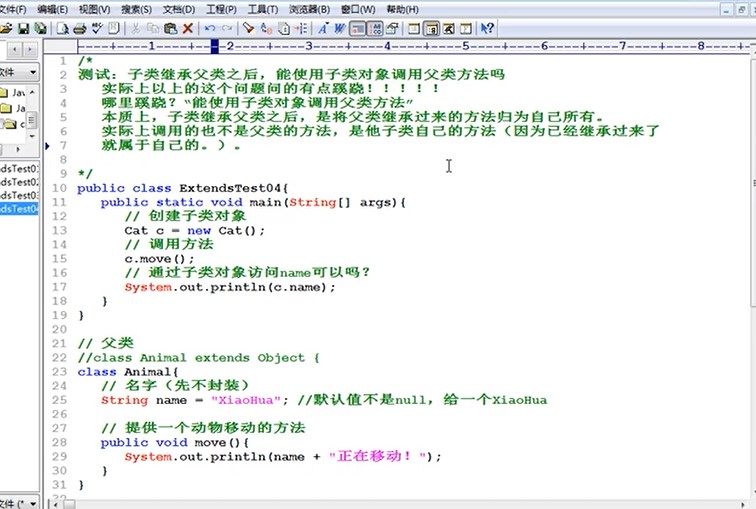 文件(F) 编辑(E) 视图(V) 搜索(S) 文档(D) 工程(P) 工具(T) 浏览器(B) 窗口(W) 帮助(H)
----+----1----+----2----+----3----+----4----+----5----+----6----+----7----+----8----+
1 /*
2 测试：子类继承父类之后，能使用子类对象调用父类方法吗
3 实际上以上的这个问题问的有点蹊跷！！！！！
4 哪里蹊跷？“能使用子类对象调用父类方法”
5 本质上，子类继承父类之后，是将父类继承过来的方法归为自己所有。
6 实际上调用的也不是父类的方法，是他子类自己的方法（因为已经继承过来了
7 就属于自己的。）。
8
9 */
10 public class ExtendsTest04{
11 public static void main(String[] args){
12 // 创建子类对象
13 Cat c = new Cat();
14 // 调用方法
15 c.move();
16 // 通过子类对象访问name可以吗？
17 System.out.println(c.name);
18 }
19 }
20
21 // 父类
22 //class Animal extends Object {
23 class Animal{
24 // 名字（先不封装）
25 String name = "XiaoHua"; //默认值不是null，给一个XiaoHua
26
27 // 提供一个动物移动的方法
28 public void move(){
29 System.out.println(name + "正在移动！");
30 }
31 }
32
件
Jav
Ja
c
dsTest01
dsTest02
dsTest03
dsTest04
文件 (*